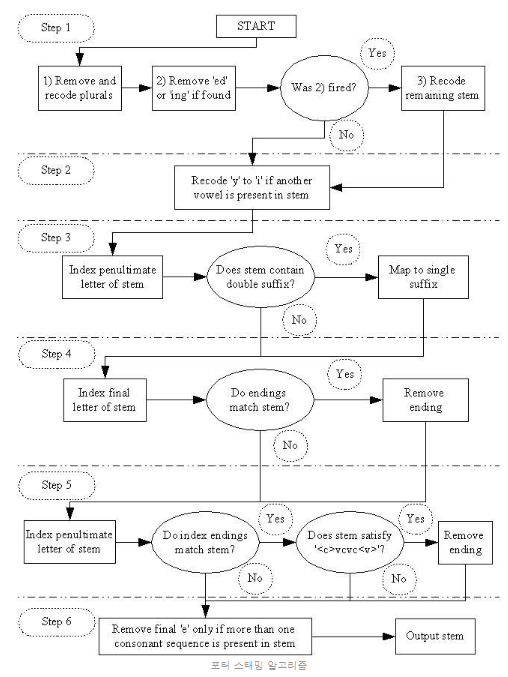 Step 1
START
1) Remove and
recode plurals
2) Remove 'ed'
or 'ing' if found
Was 2) fired?
Yes
3) Recode
remaining stem
No
Step 2
Recode 'y' to 'i' if another
vowel is present in stem
Step 3
Index penultimate
letter of stem
Does stem contain
double suffix?
Yes
Map to single
suffix
No
Step 4
Index final
letter of stem
Do endings
match stem?
Yes
Remove
ending
No
Step 5
Index penultimate
letter of stem
Do index endings
match stem?
Yes
Does stem satisfy
'<c>vcvc<v>'?
Yes
Remove
ending
No
No
Step 6
Remove final 'e' only if more than one
consonant sequence is present in stem
Output stem
포터 스태밍 알고리즘